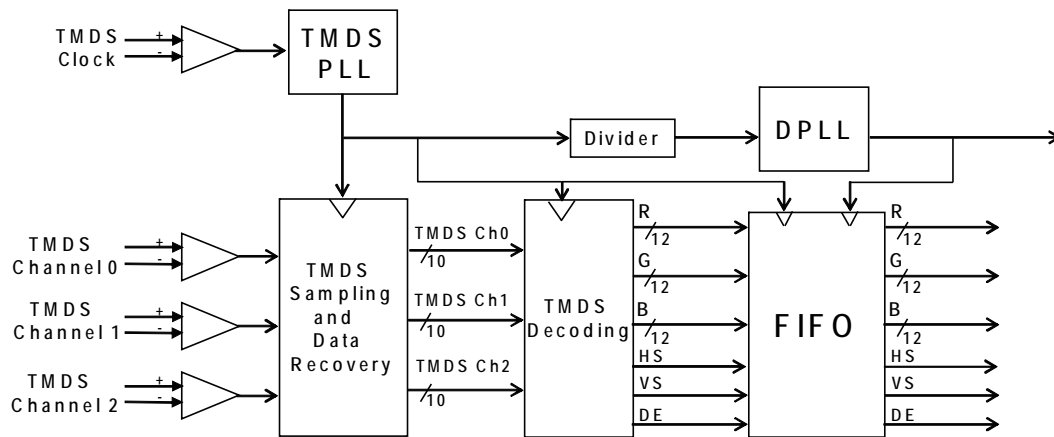 TMDS
Clock
+
-
TMDS
PLL
Divider
DPLL
TMDS
Channel 0
+
-
TMDS
Channel 1
+
-
TMDS
Channel 2
+
-
TMDS
Sampling
and
Data
Recovery
TMDS Ch0
10
TMDS Ch1
10
TMDS Ch2
10
TMDS
Decoding
R
12
G
12
B
12
HS
VS
DE
FIFO
R
12
G
12
B
12
HS
VS
DE